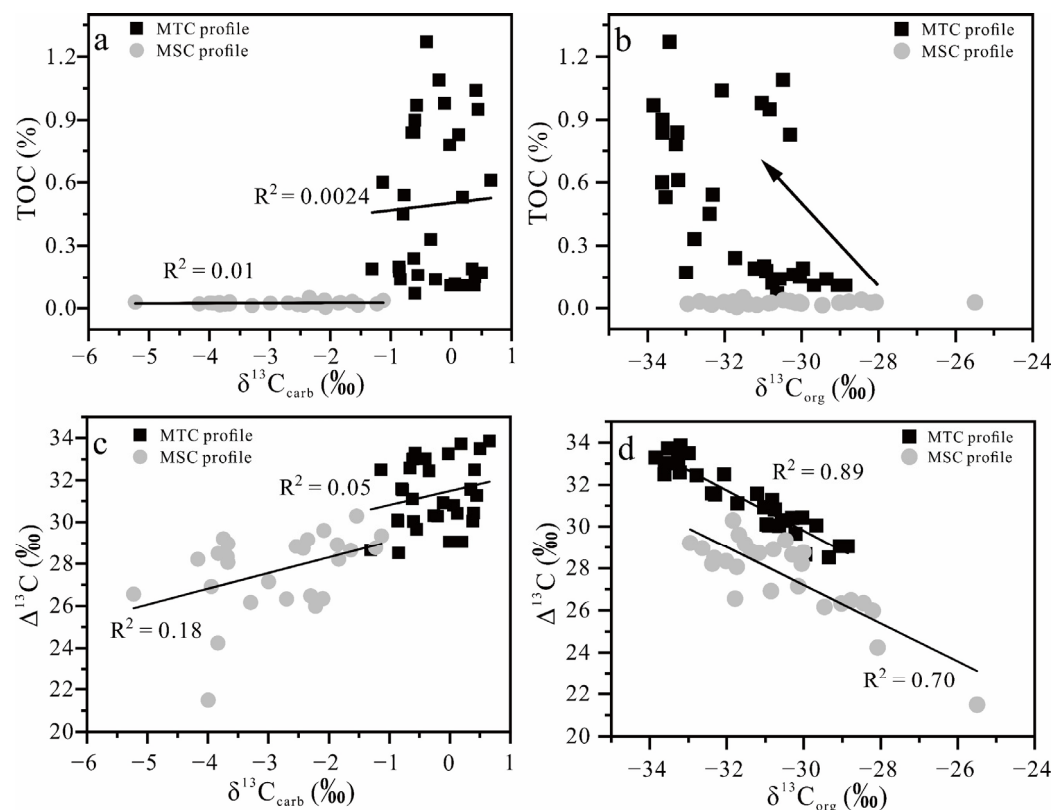 a
MTC profile
MSC profile
1.2
0.9
0.6
0.3
0.0
TOC (%)
R² = 0.0024
R² = 0.01
−6 −5 −4 −3 −2 −1 0 1
δ¹³C_carb (‰)
b
MTC profile
MSC profile
1.2
0.9
0.6
0.3
0.0
TOC (%)
−34 −32 −30 −28 −26 −24
δ¹³C_org (‰)
c
MTC profile
MSC profile
34
32
30
28
26
24
22
20
Δ¹³C (‰)
R² = 0.05
R² = 0.18
−6 −5 −4 −3 −2 −1 0 1
δ¹³C_carb (‰)
d
MTC profile
MSC profile
34
32
30
28
26
24
22
20
Δ¹³C (‰)
R² = 0.89
R² = 0.70
−34 −32 −30 −28 −26 −24
δ¹³C_org (‰)